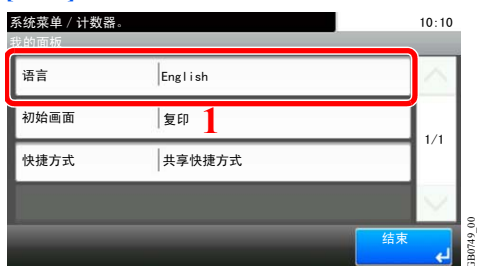 系统菜单 / 计数器。
10:10
我的面板
语言 English
初始画面 复印
1
1/1
快捷方式 共享快捷方式
结束
GB0749_00